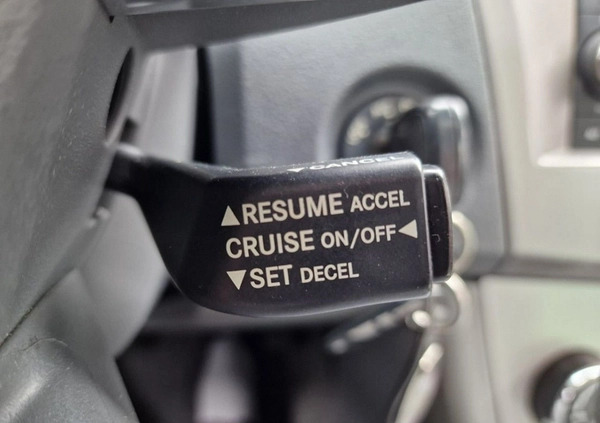 ▼CANCEL
▲RESUME ACCEL
CRUISE ON/OFF◀
▼SET DECEL